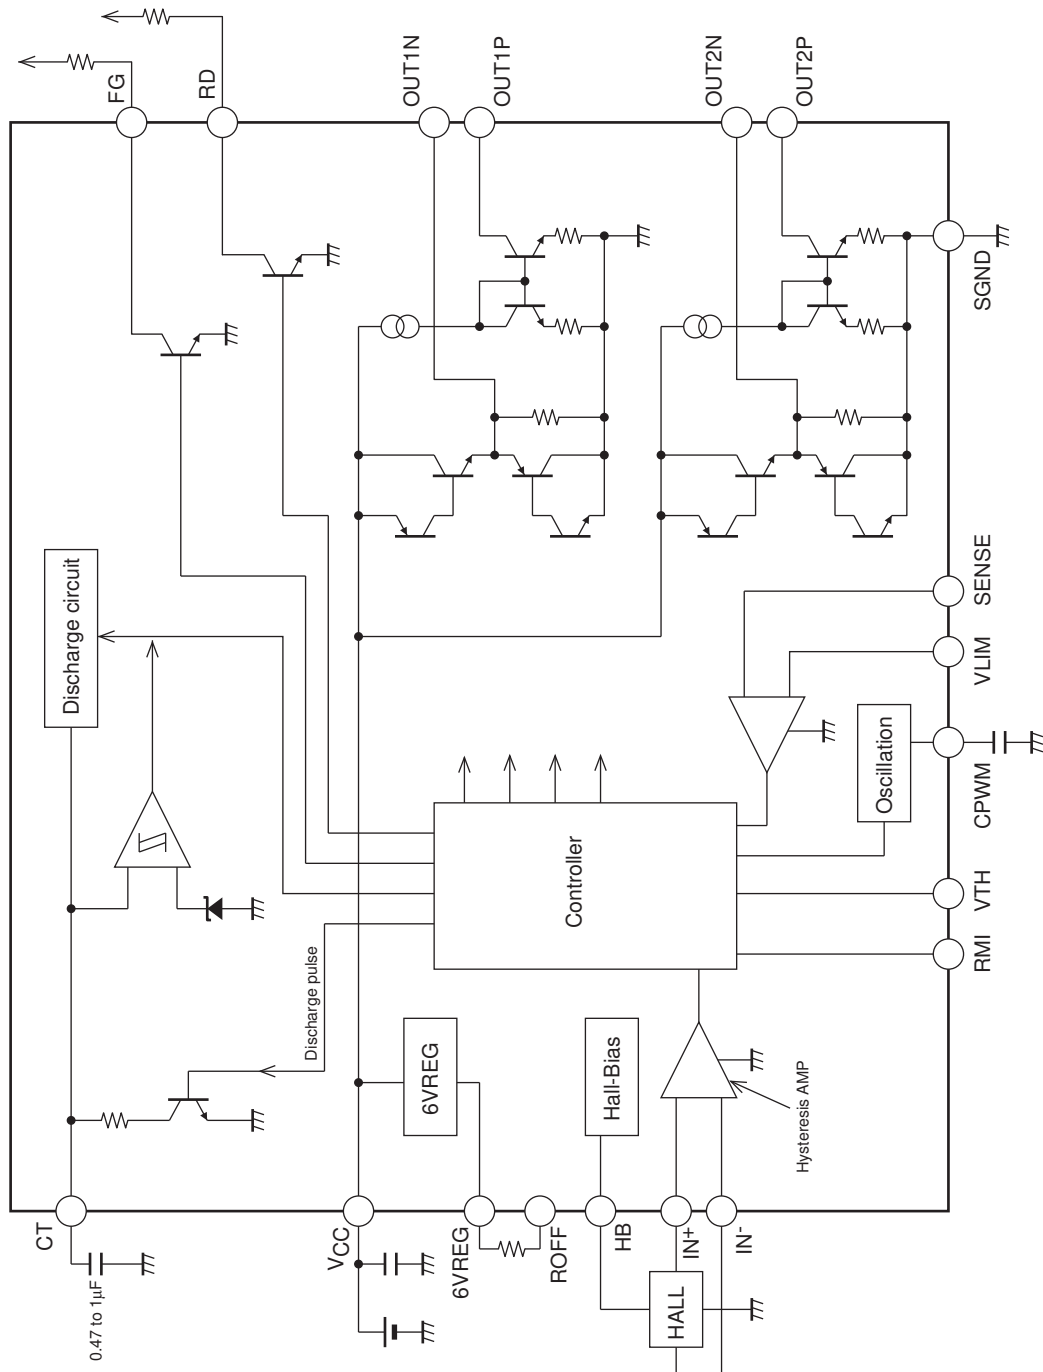 FG
RD
OUT1N
OUT1P
OUT2N
OUT2P
SGND
Discharge circuit
SENSE
VLIM
Oscillation
CPWM
Controller
VTH
RMI
Discharge pulse
6VREG
Hall-Bias
Hysteresis AMP
CT
VCC
6VREG
ROFF
HB
IN+
IN-
0.47 to 1μF
HALL